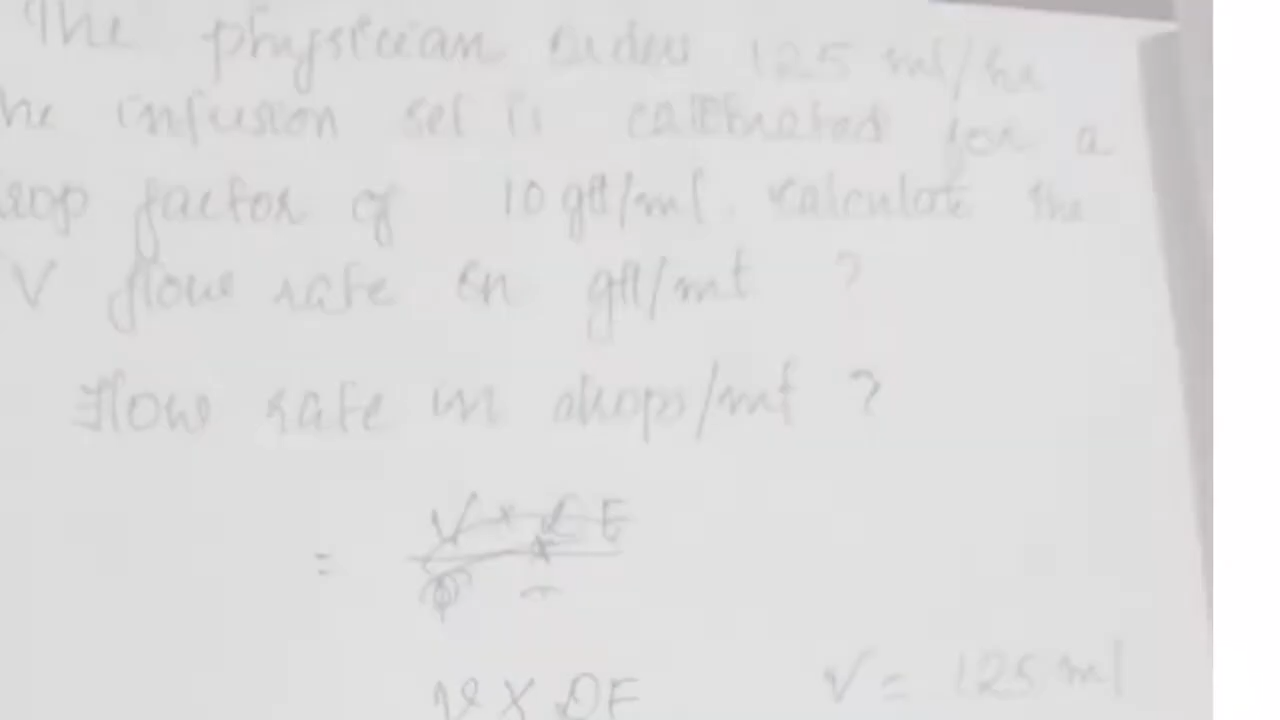 The physician orders 125 ml/hr
he infusion set is calibrated for a
rop factor of 10 gtt/ml. calculate the
V flow rate in gtt/mt ?
Flow rate in drops/mt ?
=
V × DF
V = 125 ml